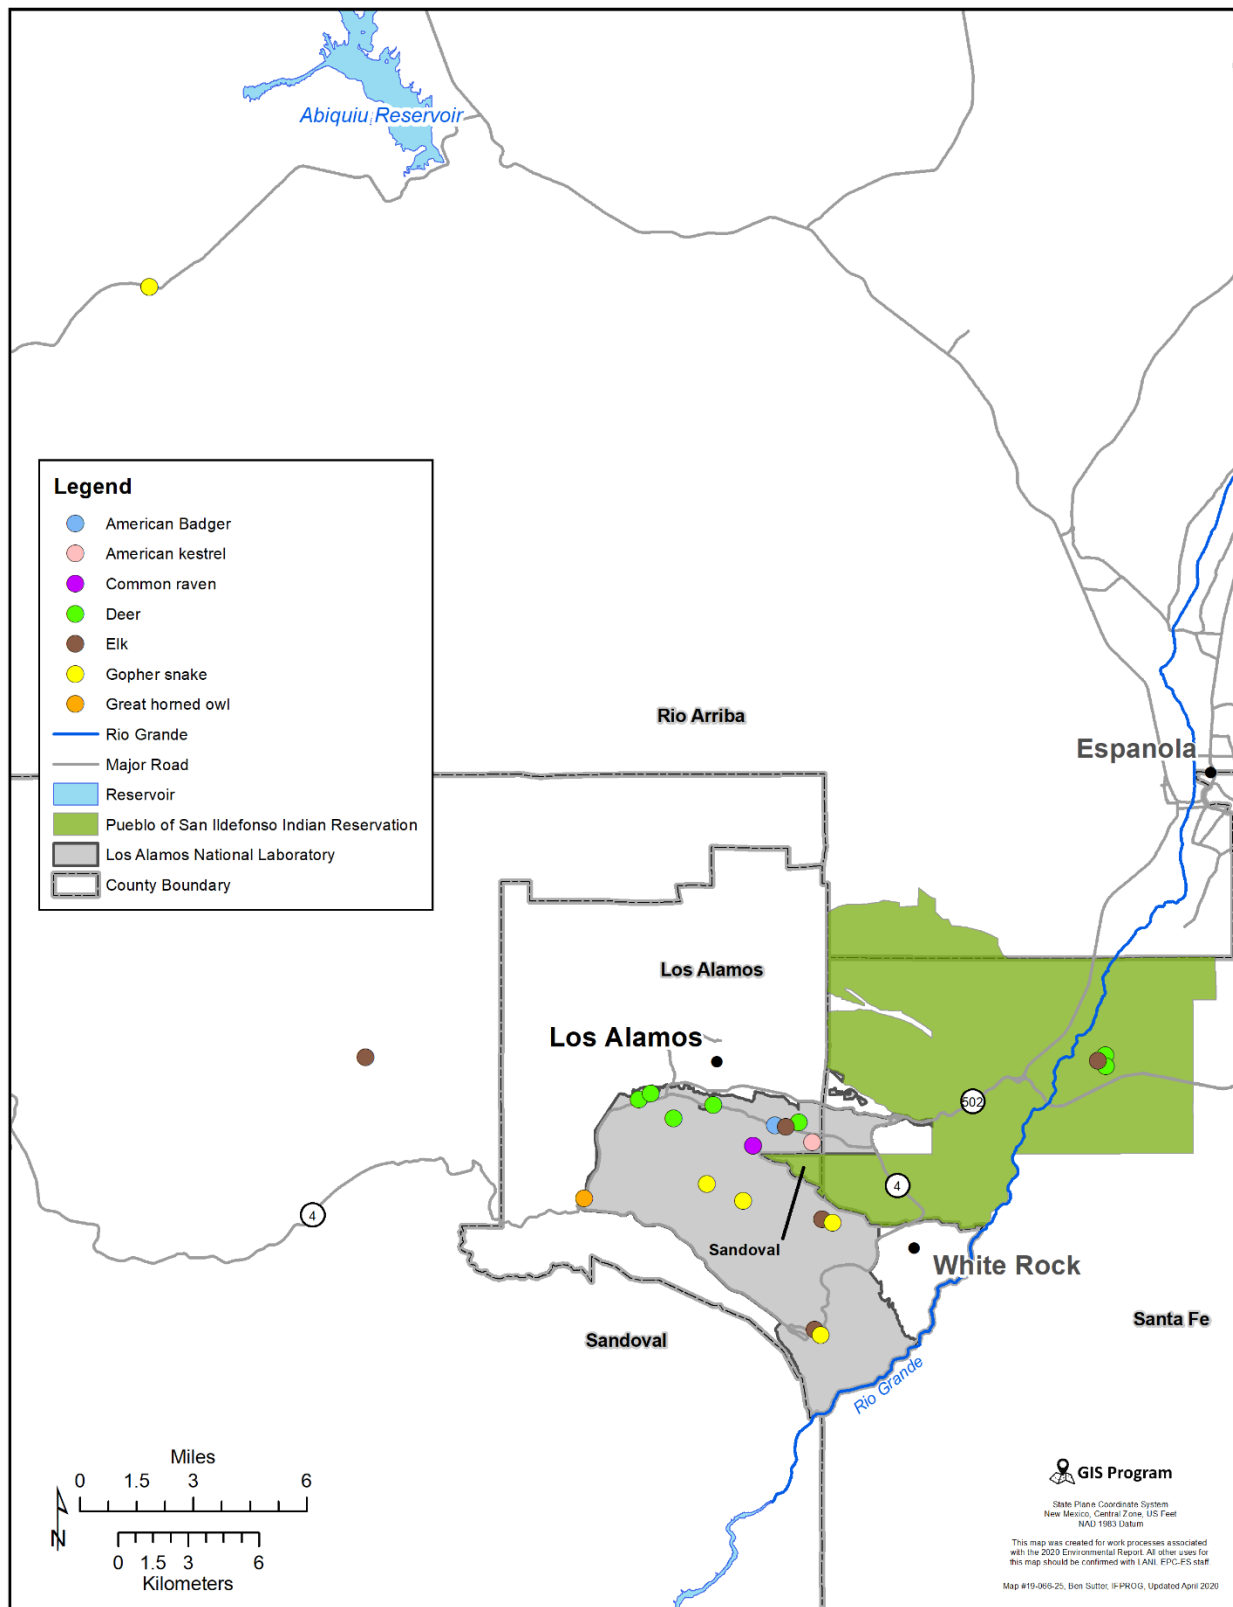 Abiquiu Reservoir
Legend
American Badger
American kestrel
Common raven
Deer
Elk
Gopher snake
Great horned owl
Rio Grande
Major Road
Reservoir
Pueblo of San Ildefonso Indian Reservation
Los Alamos National Laboratory
County Boundary
Rio Arriba
Espanola
Los Alamos
Los Alamos
502
4
4
Sandoval
White Rock
Santa Fe
Sandoval
Rio Grande
Miles
0 1.5 3 6
N
0 1.5 3 6
Kilometers
GIS Program
State Plane Coordinate System
New Mexico, Central Zone, US Feet
NAD 1983 Datum
This map was created for work processes associated
with the 2020 Environmental Report. All other uses for
this map should be confirmed with LANL EPC-ES staff.
Map #19-066-25, Ben Sutter, IFPROG, Updated April 2020